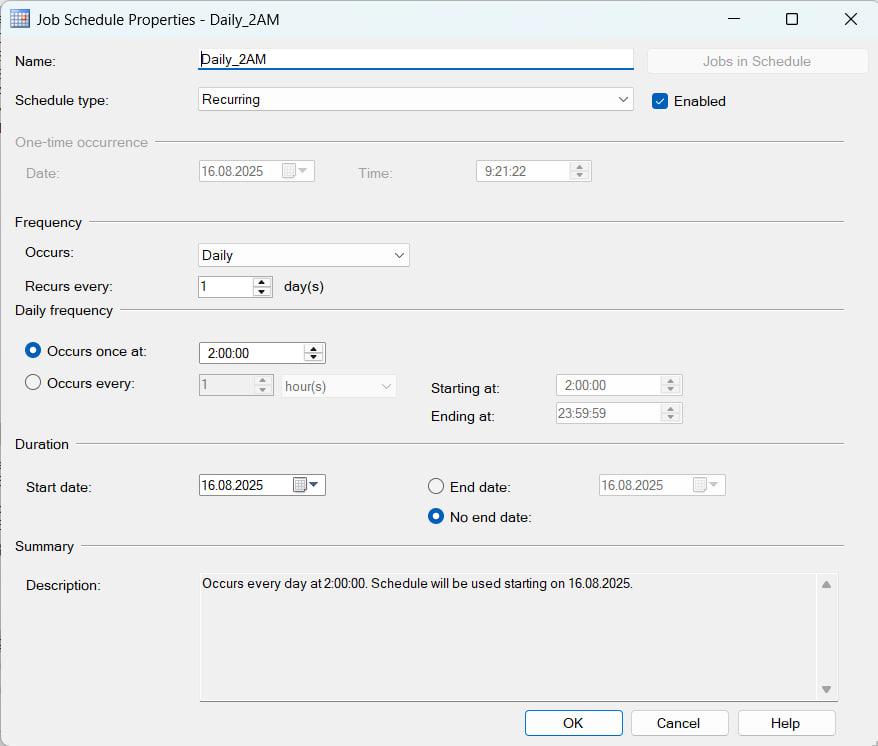 Job Schedule Properties - Daily_2AM
Name: Daily_2AM Jobs in Schedule
Schedule type: Recurring Enabled
One-time occurrence
Date: 16.08.2025 Time: 9:21:22
Frequency
Occurs: Daily
Recurs every: 1 day(s)
Daily frequency
Occurs once at: 2:00:00
Occurs every: 1 hour(s) Starting at: 2:00:00
Ending at: 23:59:59
Duration
Start date: 16.08.2025 End date: 16.08.2025
No end date:
Summary
Description: Occurs every day at 2:00:00. Schedule will be used starting on 16.08.2025.
OK Cancel Help